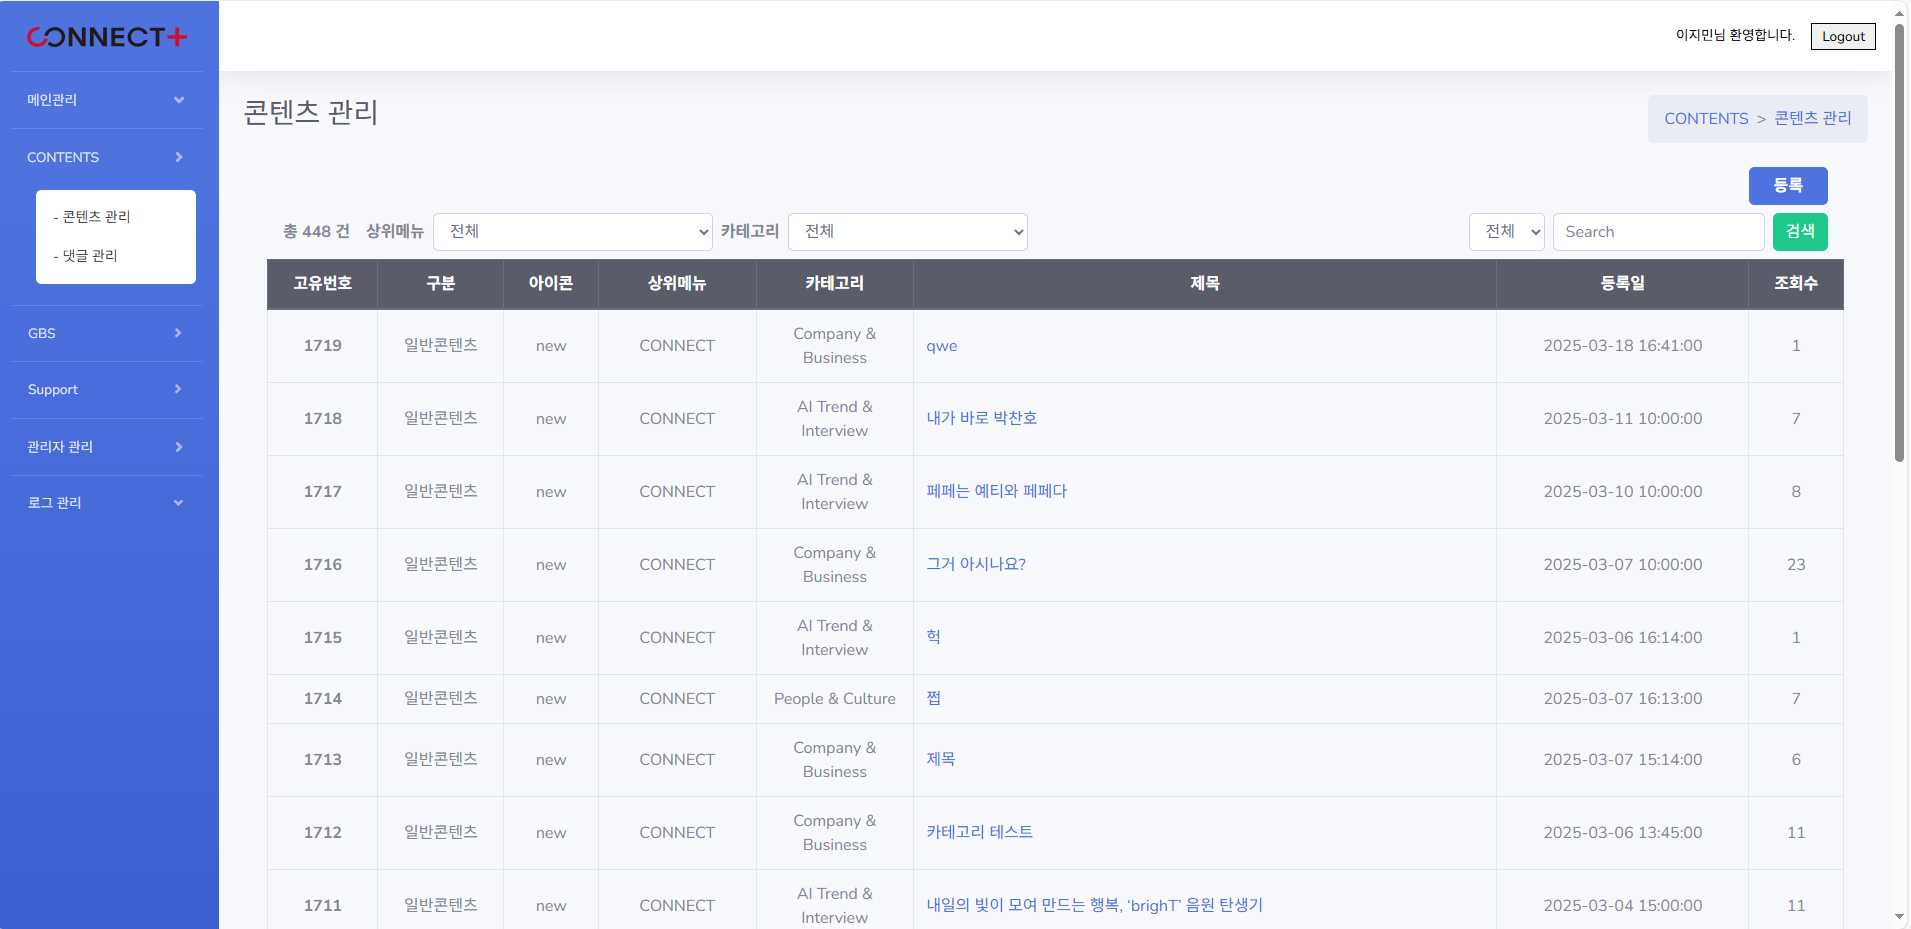 CONNECT+
이지민님 환영합니다. Logout
메인관리
CONTENTS
- 콘텐츠 관리
- 댓글 관리
GBS
Support
관리자 관리
로그 관리
콘텐츠 관리
CONTENTS > 콘텐츠 관리
등록
총 448 건 상위메뉴 전체 카테고리 전체 전체 Search 검색
고유번호 구분 아이콘 상위메뉴 카테고리 제목 등록일 조회수
1719 일반콘텐츠 new CONNECT Company & Business qwe 2025-03-18 16:41:00 1
1718 일반콘텐츠 new CONNECT AI Trend & Interview 내가 바로 박찬호 2025-03-11 10:00:00 7
1717 일반콘텐츠 new CONNECT AI Trend & Interview 페페는 예티와 페페다 2025-03-10 10:00:00 8
1716 일반콘텐츠 new CONNECT Company & Business 그거 아시나요? 2025-03-07 10:00:00 23
1715 일반콘텐츠 new CONNECT AI Trend & Interview 헉 2025-03-06 16:14:00 1
1714 일반콘텐츠 new CONNECT People & Culture 쩝 2025-03-07 16:13:00 7
1713 일반콘텐츠 new CONNECT Company & Business 제목 2025-03-07 15:14:00 6
1712 일반콘텐츠 new CONNECT Company & Business 카테고리 테스트 2025-03-06 13:45:00 11
1711 일반콘텐츠 new CONNECT AI Trend & Interview 내일의 빛이 모여 만드는 행복, ‘brighT’ 음원 탄생기 2025-03-04 15:00:00 11